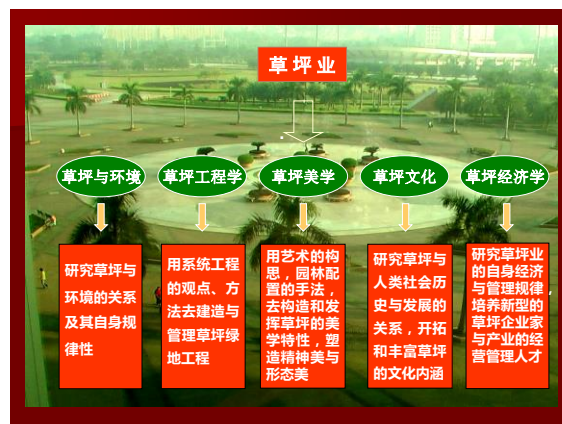 草坪业
草坪与环境
草坪工程学
草坪美学
草坪文化
草坪经济学
研究草坪与
环境的关系
及其自身规
律性
用系统工程
的观点、方
法去建造与
管理草坪绿
地工程
用艺术的构
思，园林配
置的手法，
去构造和发
挥草坪的美
学特性，塑
造精神美与
形态美
研究草坪与
人类社会历
史与发展的
关系，开拓
和丰富草坪
的文化内涵
研究草坪业
的自身经济
与管理规律，
培养新型的
草坪企业家
与产业的经
营管理人才